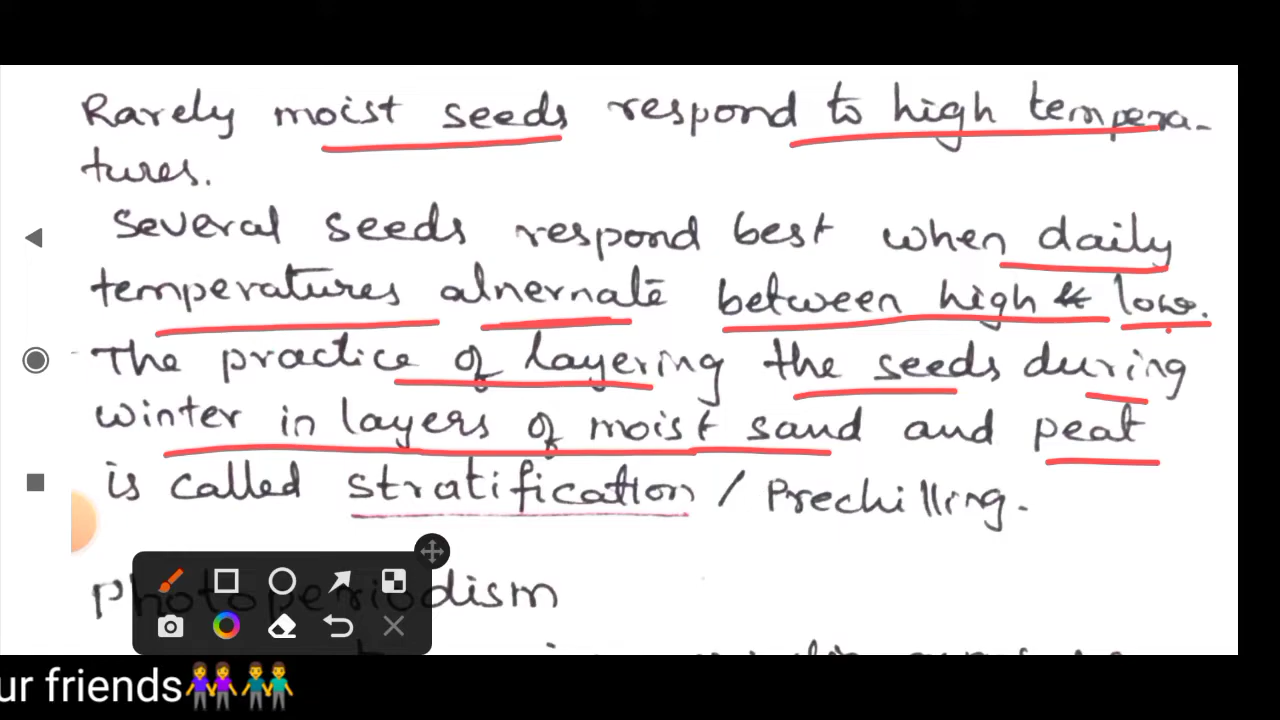 Rarely moist seeds respond to high tempera-
tures.
Several seeds respond best when daily
temperatures alnernate between high & low.
The practice of layering the seeds during
winter in layers of moist sand and peat
is called stratification / Prechilling.
Photoperiodism
ur friends👭👬